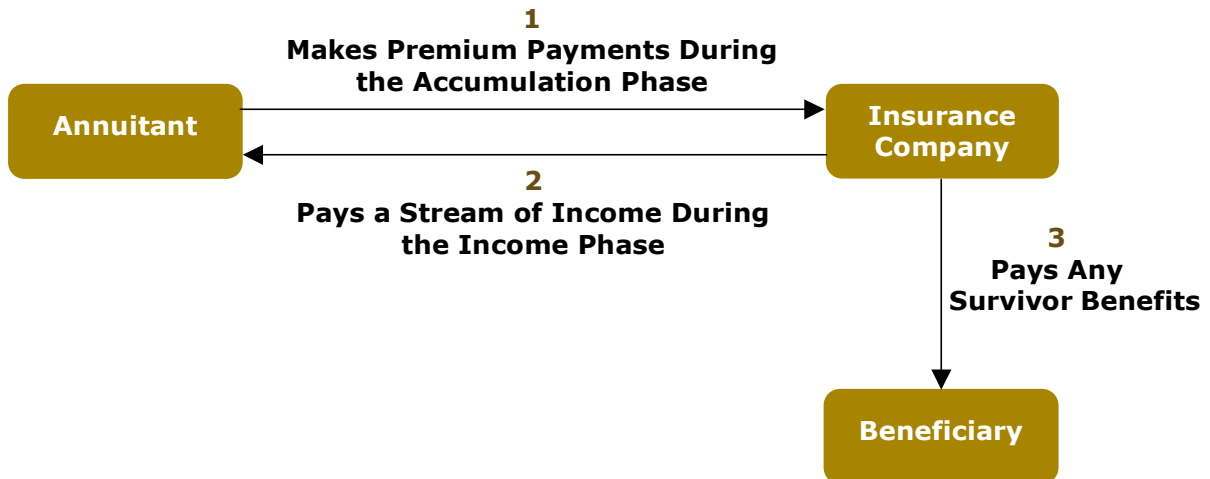 1
Makes Premium Payments During
the Accumulation Phase
Annuitant
Insurance
Company
2
Pays a Stream of Income During
the Income Phase
3
Pays Any
Survivor Benefits
Beneficiary